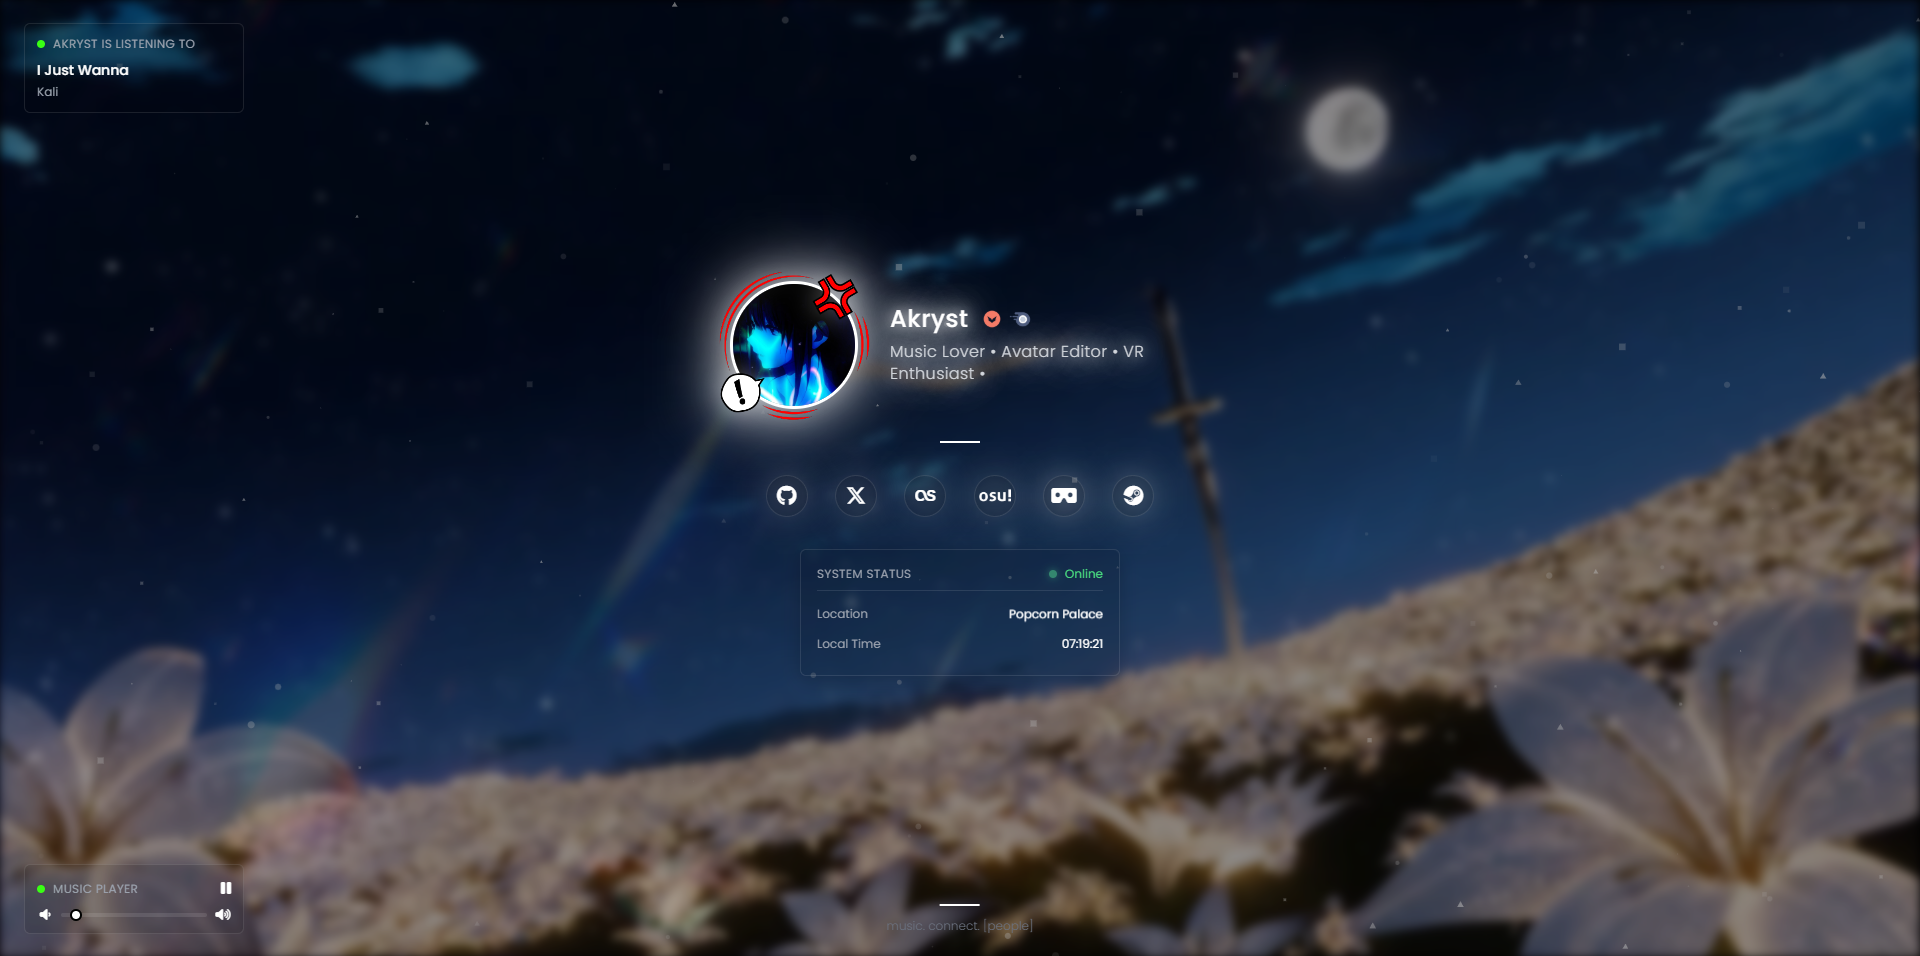 AKRYST IS LISTENING TO
I Just Wanna
Kali
Akryst
Music Lover • Avatar Editor • VR
Enthusiast •
osu!
SYSTEM STATUS
Online
Location
Popcorn Palace
Local Time
07:19:21
MUSIC PLAYER
music. connect. [people]